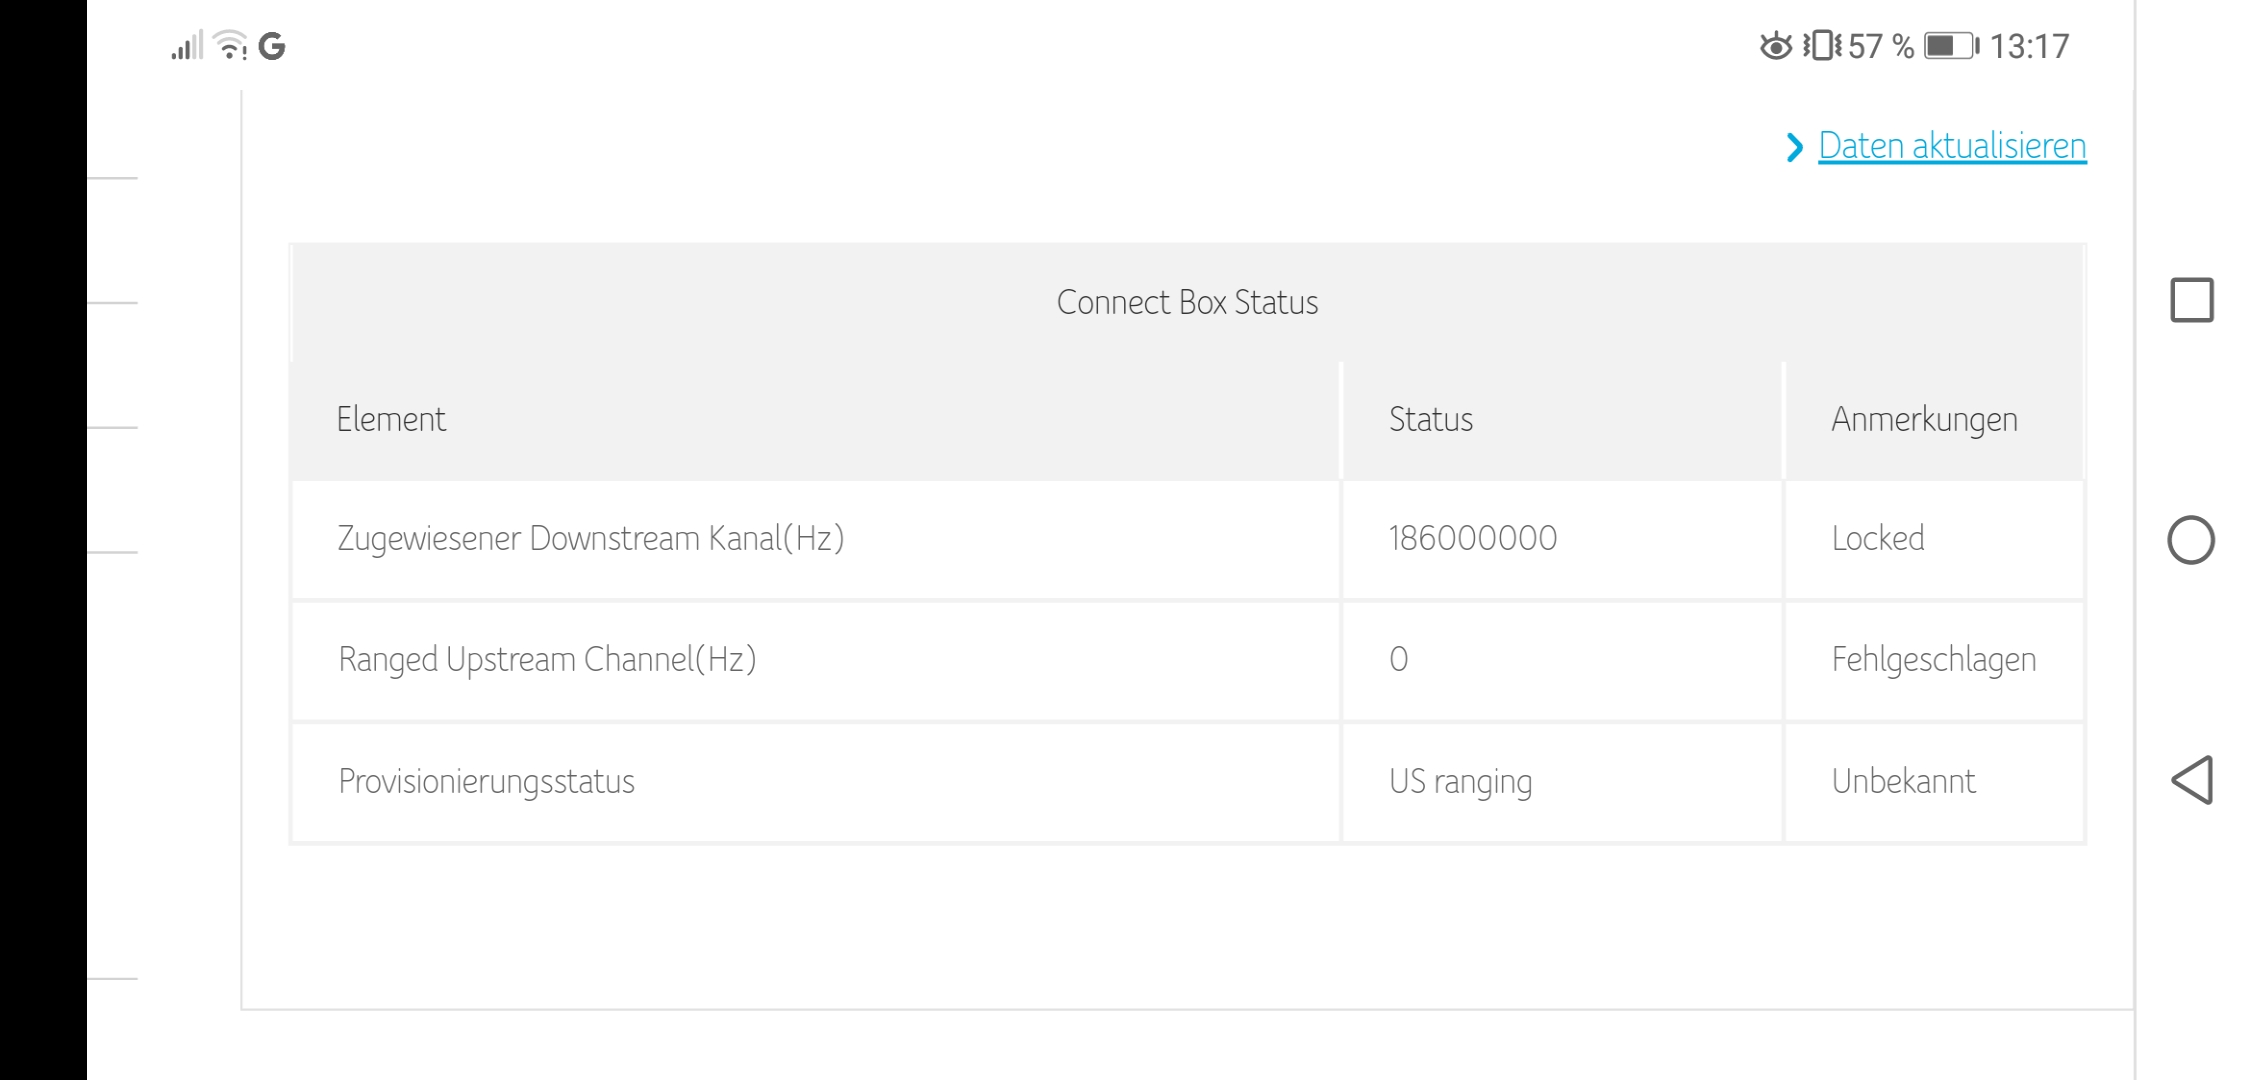 G 57 % 13:17
Daten aktualisieren
Connect Box Status
Element Status Anmerkungen
Zugewiesener Downstream Kanal(Hz) 186000000 Locked
Ranged Upstream Channel(Hz) 0 Fehlgeschlagen
Provisionierungsstatus US ranging Unbekannt